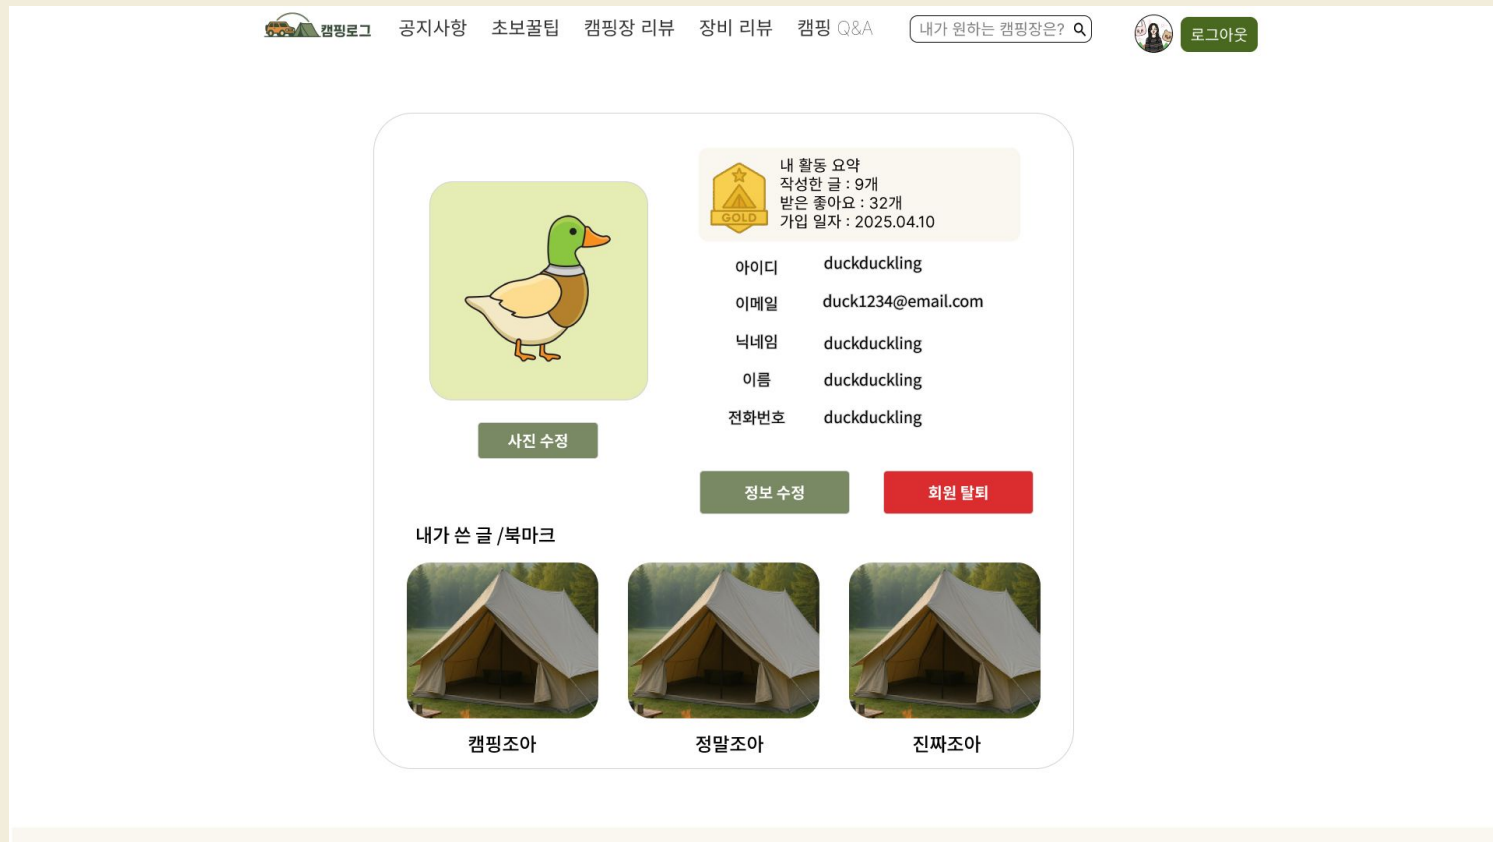 캠핑로그
공지사항 초보꿀팁 캠핑장 리뷰 장비 리뷰 캠핑 Q&A
내가 원하는 캠핑장은?
로그아웃
GOLD
내 활동 요약
작성한 글 : 9개
받은 좋아요 : 32개
가입 일자 : 2025.04.10
아이디 duckduckling
이메일 duck1234@email.com
닉네임 duckduckling
이름 duckduckling
전화번호 duckduckling
사진 수정
정보 수정 회원 탈퇴
내가 쓴 글 /북마크
캠핑조아 정말조아 진짜조아